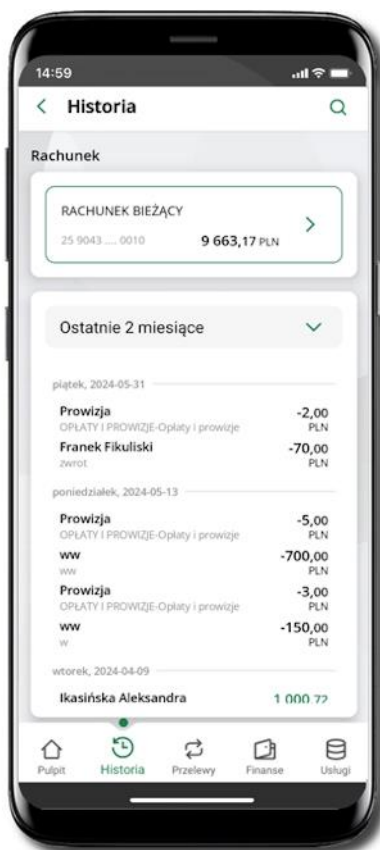 14:59
Historia
Rachunek
RACHUNEK BIEŻĄCY
25 9043 .... 0010 9 663,17 PLN
Ostatnie 2 miesiące
piątek, 2024-05-31
Prowizja -2,00
OPŁATY I PROWIZJE-Opłaty i prowizje PLN
Franek Fikuliski -70,00
zwrot PLN
poniedziałek, 2024-05-13
Prowizja -5,00
OPŁATY I PROWIZJE-Opłaty i prowizje PLN
ww -700,00
ww PLN
Prowizja -3,00
OPŁATY I PROWIZJE-Opłaty i prowizje PLN
ww -150,00
w PLN
wtorek, 2024-04-09
Ikasińska Aleksandra 1 000,72
Pulpit Historia Przelewy Finanse Usługi